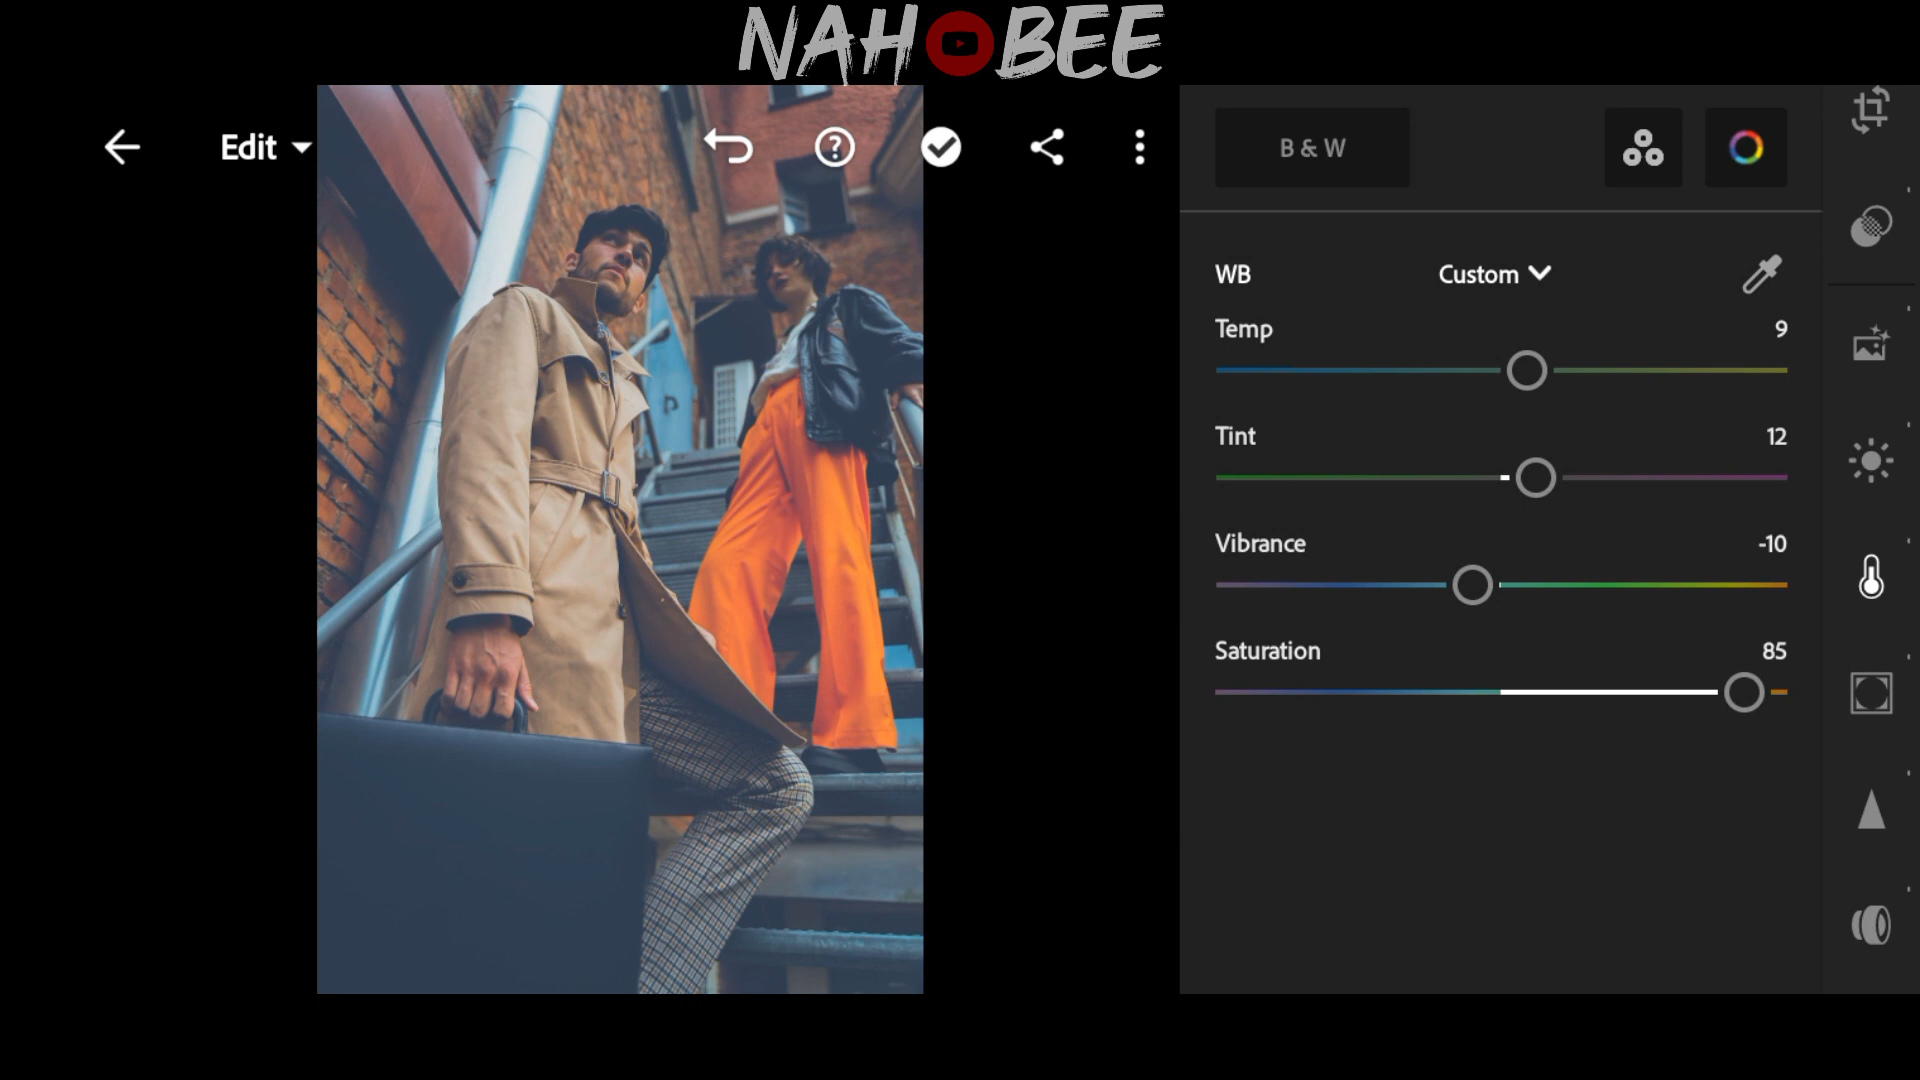 NAHBEE
Edit
B & W
WB Custom
Temp 9
Tint 12
Vibrance -10
Saturation 85